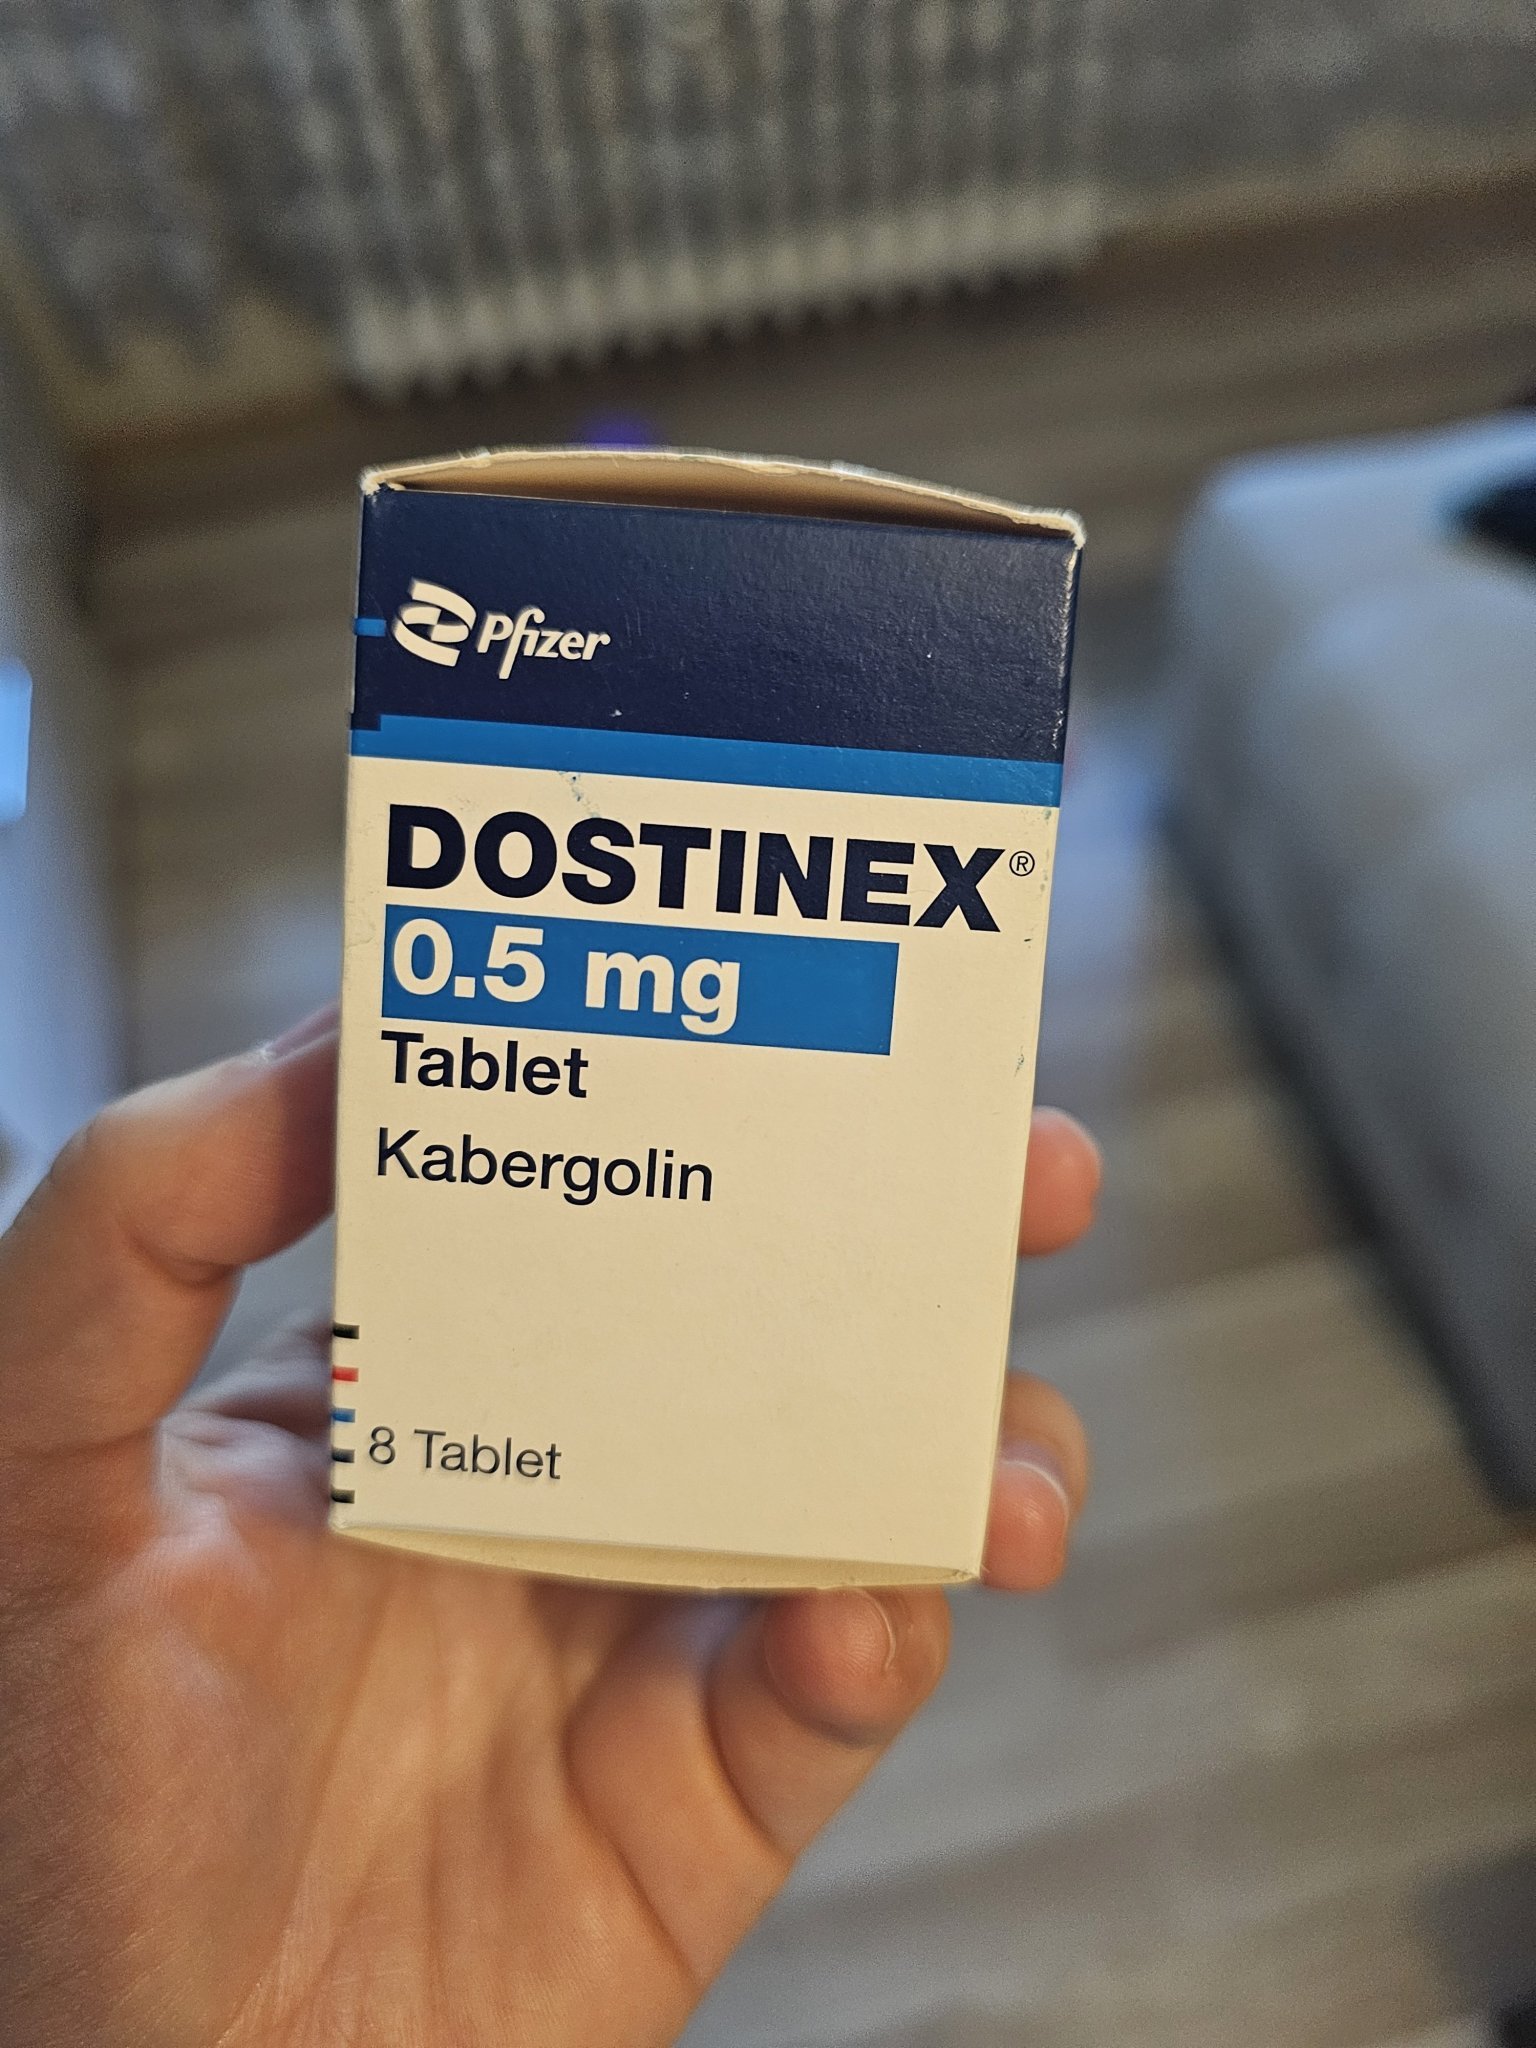 Pfizer
DOSTINEX®
0.5 mg
Tablet
Kabergolin
8 Tablet